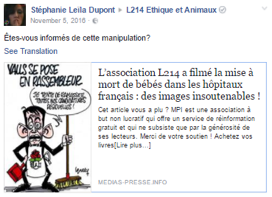 Stéphanie Leila Dupont ▸ L214 Ethique et Animaux
November 5, 2016 ·
Êtes-vous informés de cette manipulation?
See Translation
VALLS SE POSE
EN RASSEMBLEUR
L'association L214 a filmé la mise à
mort de bébés dans les hôpitaux
français : des images insoutenables !
Cet article vous a plu ? MPI est une association à
but non lucratif qui offre un service de réinformation
gratuit et qui ne subsiste que par la générosité de
ses lecteurs. Merci de votre soutien ! Achetez vos
livres[Lire plus...]
MEDIAS-PRESSE.INFO